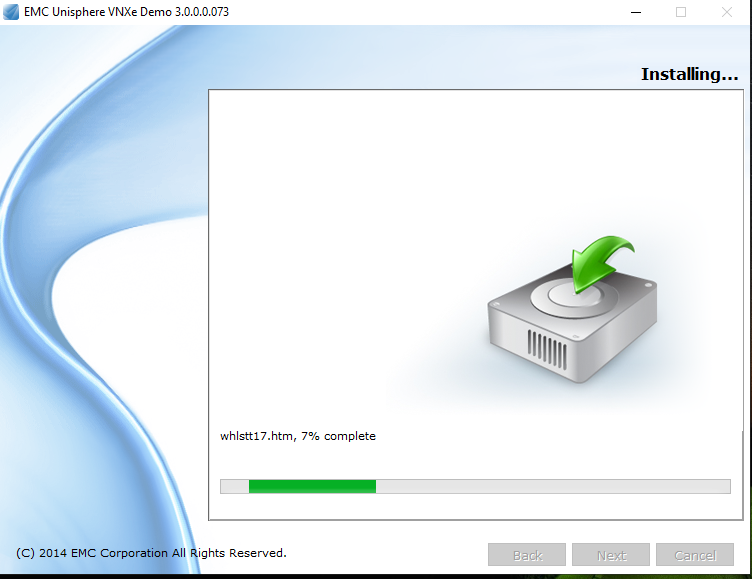 EMC Unisphere VNXe Demo 3.0.0.0.073
Installing...
whlstt17.htm, 7% complete
(C) 2014 EMC Corporation All Rights Reserved.
Back
Next
Cancel